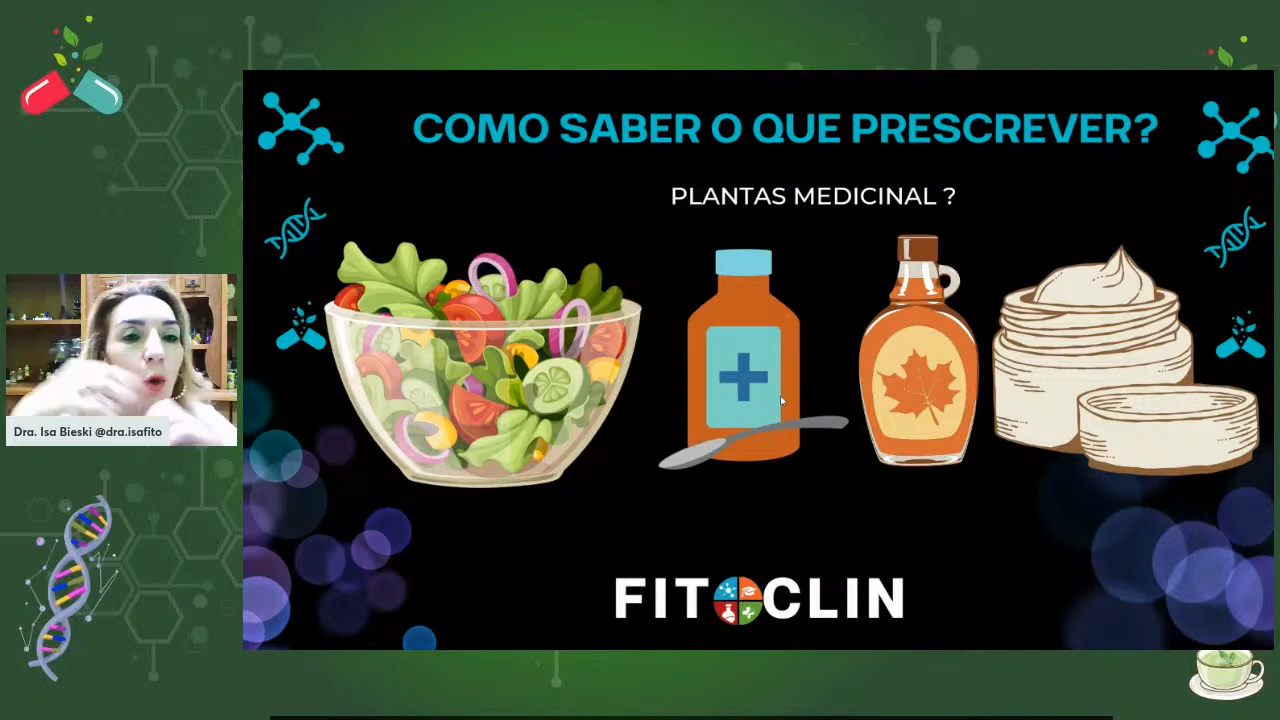 COMO SABER O QUE PRESCREVER?
PLANTAS MEDICINAL ?
Dra. Isa Bieski @dra.isafito
FITOCLIN